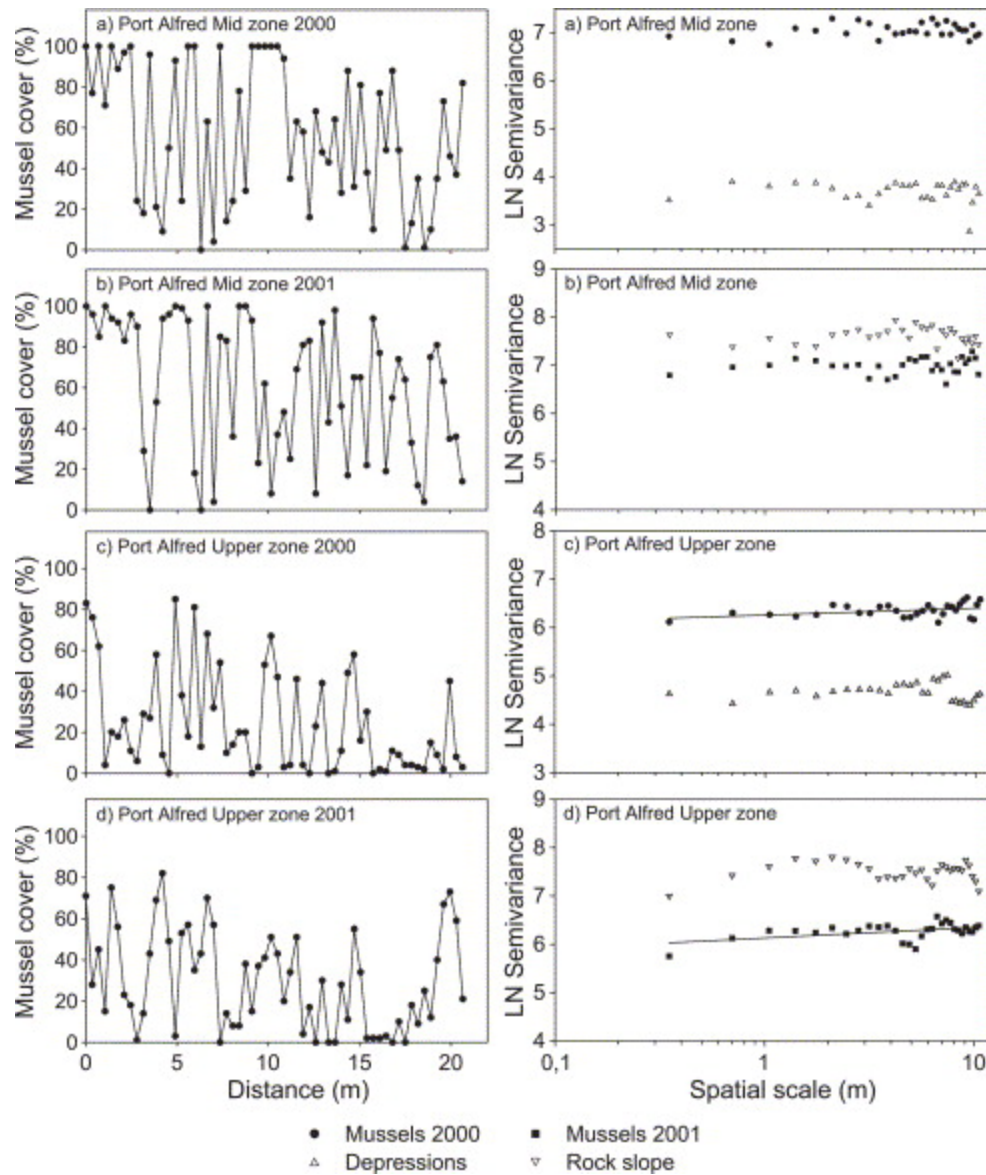 a) Port Alfred Mid zone 2000
Mussel cover (%)
100
80
60
40
20
0
a) Port Alfred Mid zone
LN Semivariance
7
6
5
4
3
b) Port Alfred Mid zone 2001
Mussel cover (%)
100
80
60
40
20
0
b) Port Alfred Mid zone
LN Semivariance
9
8
7
6
5
4
c) Port Alfred Upper zone 2000
Mussel cover (%)
100
80
60
40
20
0
c) Port Alfred Upper zone
LN Semivariance
8
7
6
5
4
3
d) Port Alfred Upper zone 2001
Mussel cover (%)
100
80
60
40
20
0
0 5 10 15 20
Distance (m)
d) Port Alfred Upper zone
LN Semivariance
9
8
7
6
5
4
0,1 1 10
Spatial scale (m)
Mussels 2000
Mussels 2001
Depressions
Rock slope